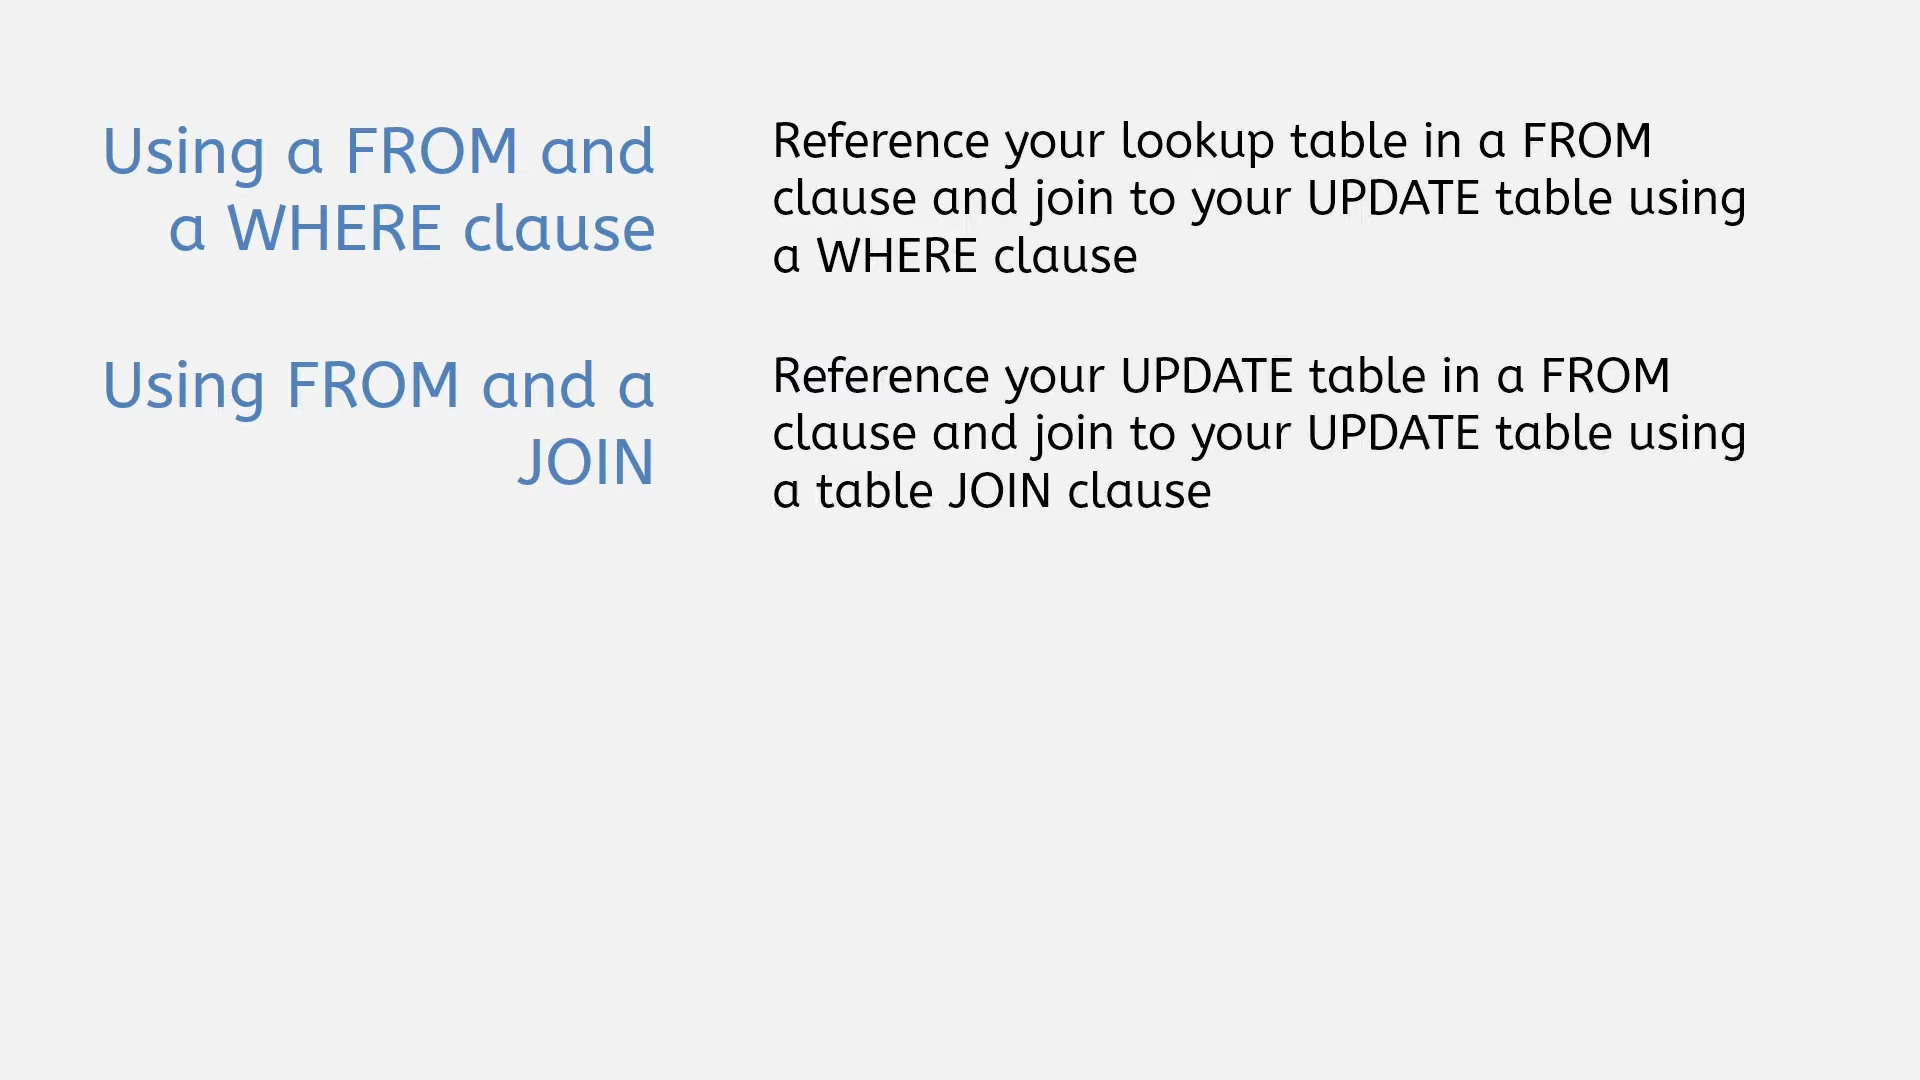 Using a FROM and
a WHERE clause
Reference your lookup table in a FROM
clause and join to your UPDATE table using
a WHERE clause
Using FROM and a
JOIN
Reference your UPDATE table in a FROM
clause and join to your UPDATE table using
a table JOIN clause